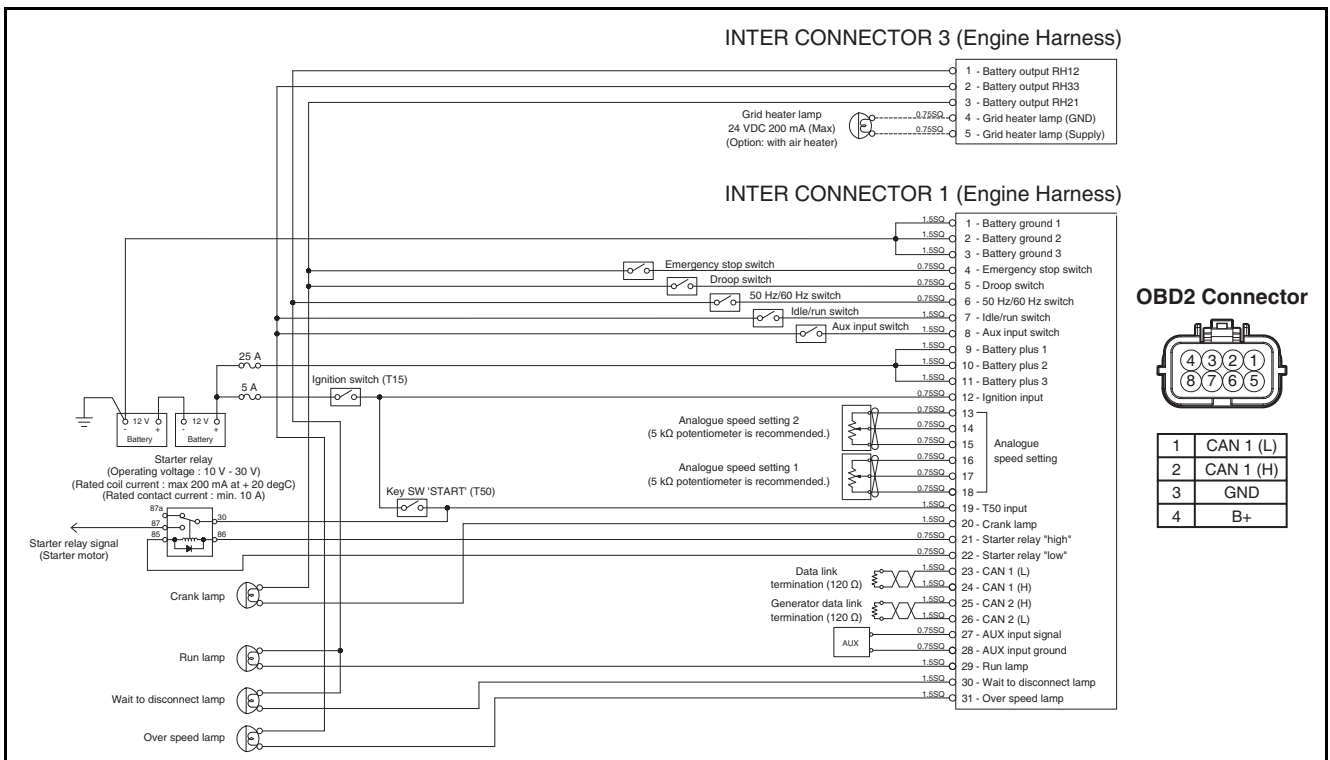 INTER CONNECTOR 3 (Engine Harness)
1 - Battery output RH12
2 - Battery output RH33
3 - Battery output RH21
0.75SQ 4 - Grid heater lamp (GND)
0.75SQ 5 - Grid heater lamp (Supply)
Grid heater lamp
24 VDC 200 mA (Max)
(Option: with air heater)
INTER CONNECTOR 1 (Engine Harness)
1.5SQ 1 - Battery ground 1
1.5SQ 2 - Battery ground 2
1.5SQ 3 - Battery ground 3
Emergency stop switch 0.75SQ 4 - Emergency stop switch
Droop switch 0.75SQ 5 - Droop switch
50 Hz/60 Hz switch 0.75SQ 6 - 50 Hz/60 Hz switch
Idle/run switch 1.5SQ 7 - Idle/run switch
Aux input switch 1.5SQ 8 - Aux input switch
1.5SQ 9 - Battery plus 1
25 A 1.5SQ 10 - Battery plus 2
1.5SQ 11 - Battery plus 3
5 A Ignition switch (T15) 0.75SQ 12 - Ignition input
0.75SQ 13
0.75SQ 14
0.75SQ 15
0.75SQ 16
0.75SQ 17
0.75SQ 18
Analogue
speed setting
Analogue speed setting 2
(5 kΩ potentiometer is recommended.)
Analogue speed setting 1
(5 kΩ potentiometer is recommended.)
12 V
- +
Battery
12 V
- +
Battery
Starter relay
(Operating voltage : 10 V - 30 V)
(Rated coil current : max 200 mA at + 20 degC)
(Rated contact current : min. 10 A)
Key SW 'START' (T50)
87a
87
30
85
86
Starter relay signal
(Starter motor)
1.5SQ 19 - T50 input
1.5SQ 20 - Crank lamp
0.75SQ 21 - Starter relay "high"
0.75SQ 22 - Starter relay "low"
1.5SQ 23 - CAN 1 (L)
1.5SQ 24 - CAN 1 (H)
1.5SQ 25 - CAN 2 (H)
1.5SQ 26 - CAN 2 (L)
0.75SQ 27 - AUX input signal
0.75SQ 28 - AUX input ground
1.5SQ 29 - Run lamp
1.5SQ 30 - Wait to disconnect lamp
1.5SQ 31 - Over speed lamp
Data link
termination (120 Ω)
Generator data link
termination (120 Ω)
AUX
Crank lamp
Run lamp
Wait to disconnect lamp
Over speed lamp
OBD2 Connector
4 3 2 1
8 7 6 5
1 CAN 1 (L)
2 CAN 1 (H)
3 GND
4 B+